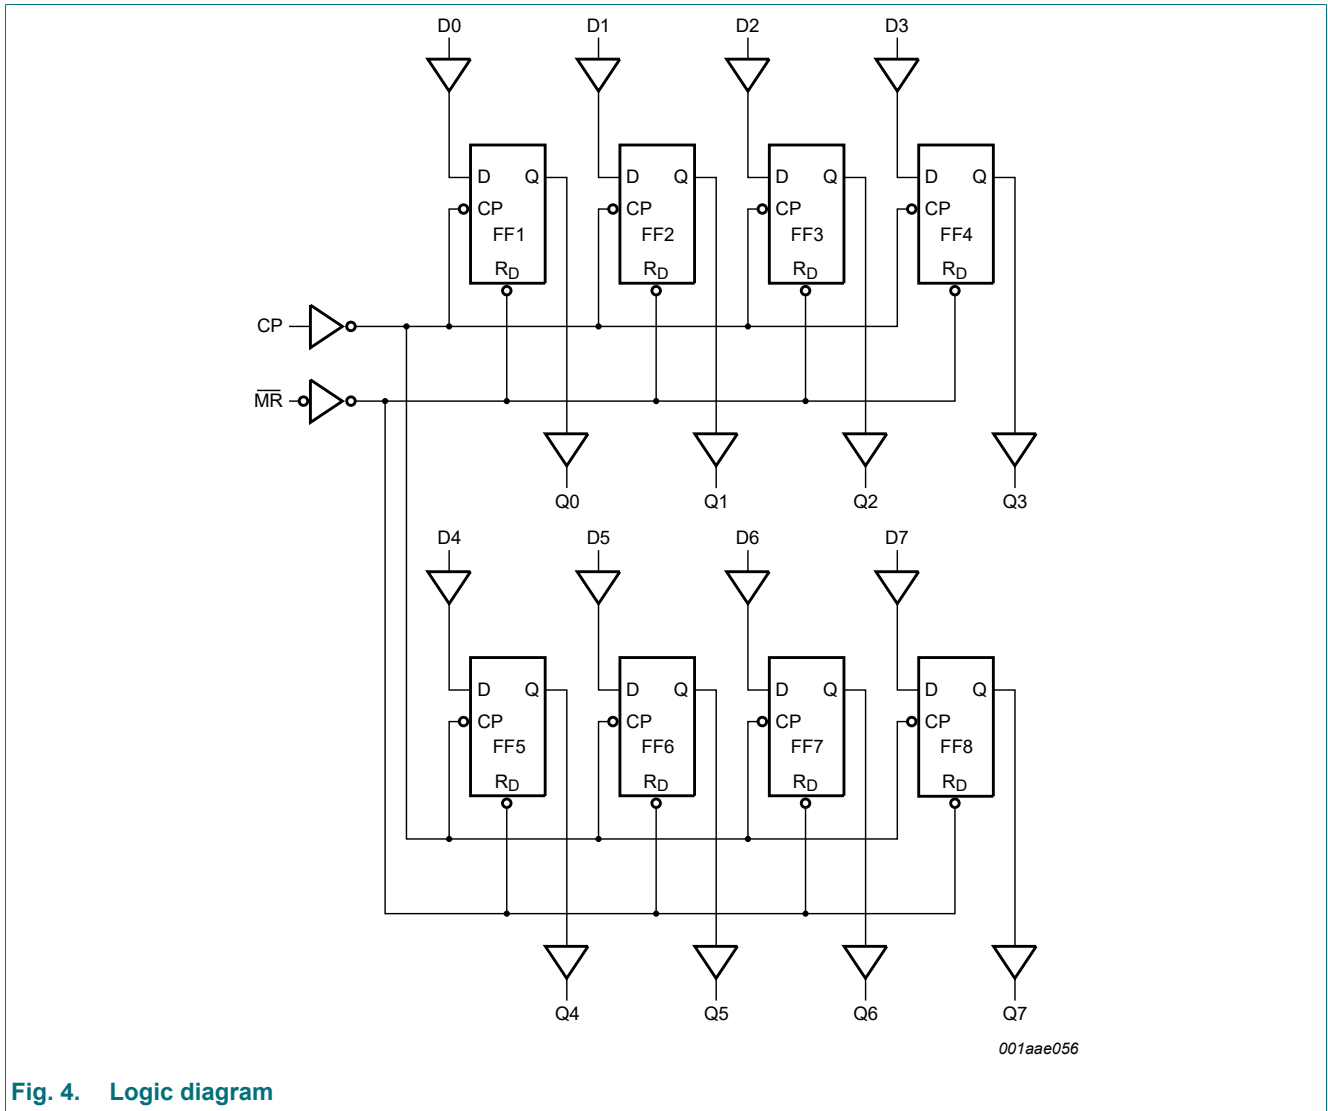 D0 D1 D2 D3
D Q D Q D Q D Q
CP CP CP CP
FF1 FF2 FF3 FF4
RD RD RD RD
CP
MR
Q0 Q1 Q2 Q3
D4 D5 D6 D7
D Q D Q D Q D Q
CP CP CP CP
FF5 FF6 FF7 FF8
RD RD RD RD
Q4 Q5 Q6 Q7
001aae056
Fig. 4. Logic diagram